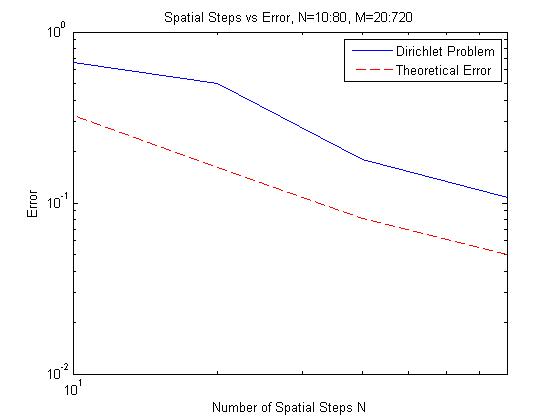 Spatial Steps vs Error, N=10:80, M=20:720
Dirichlet Problem
Theoretical Error
10^0
10^-1
10^-2
Error
10^1
Number of Spatial Steps N